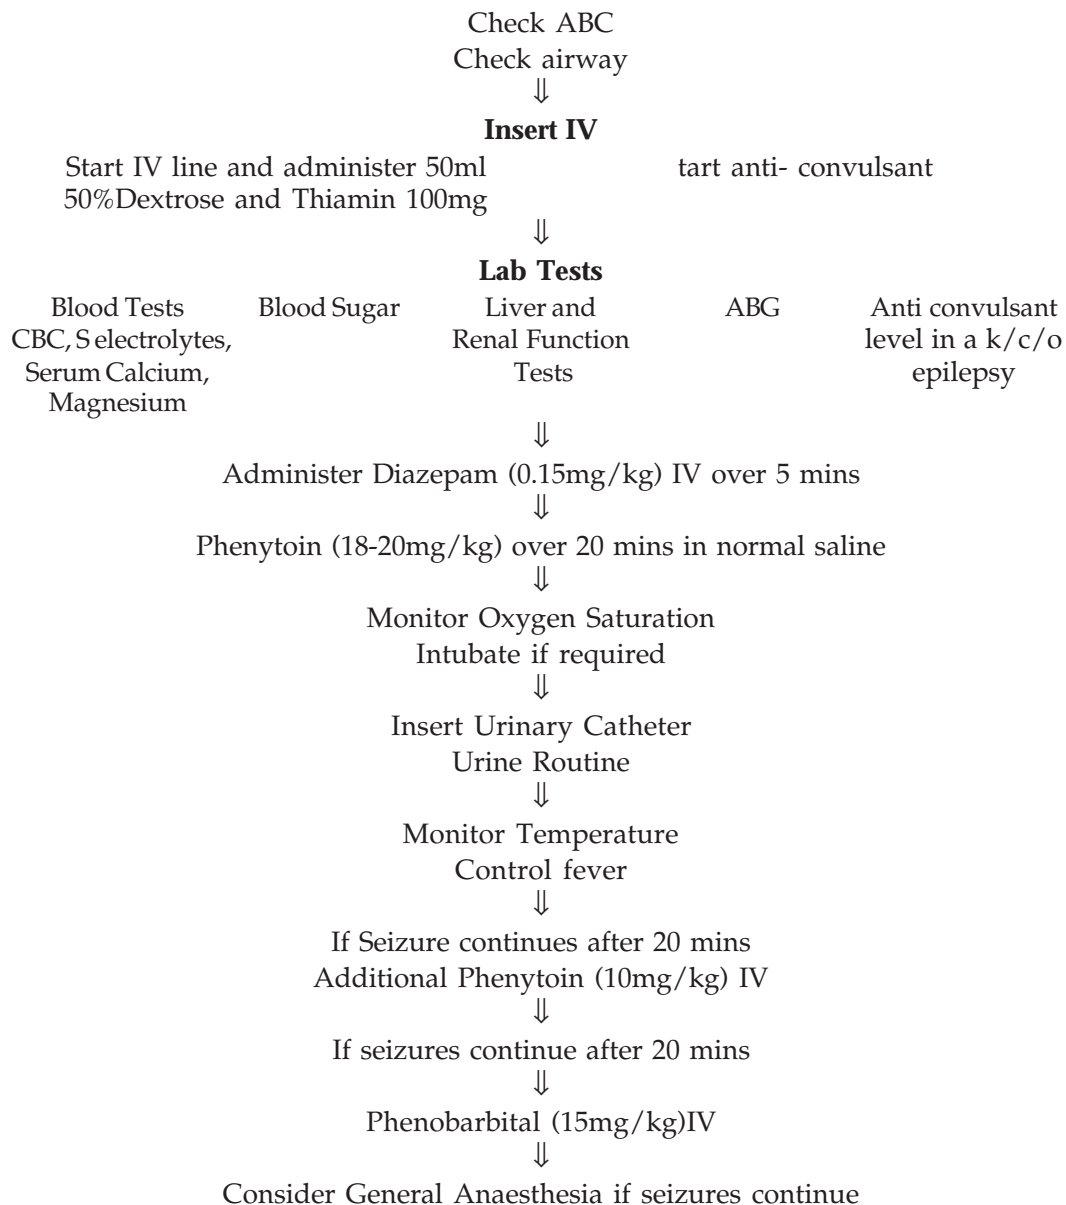 Check ABC
Check airway
⇓
Insert IV
Start IV line and administer 50ml
50%Dextrose and Thiamin 100mg
tart anti- convulsant
⇓
Lab Tests
Blood Tests
CBC, S electrolytes,
Serum Calcium,
Magnesium
Blood Sugar
Liver and
Renal Function
Tests
ABG
Anti convulsant
level in a k/c/o
epilepsy
⇓
Administer Diazepam (0.15mg/kg) IV over 5 mins
⇓
Phenytoin (18-20mg/kg) over 20 mins in normal saline
⇓
Monitor Oxygen Saturation
Intubate if required
⇓
Insert Urinary Catheter
Urine Routine
⇓
Monitor Temperature
Control fever
⇓
If Seizure continues after 20 mins
Additional Phenytoin (10mg/kg) IV
⇓
If seizures continue after 20 mins
⇓
Phenobarbital (15mg/kg)IV
⇓
Consider General Anaesthesia if seizures continue